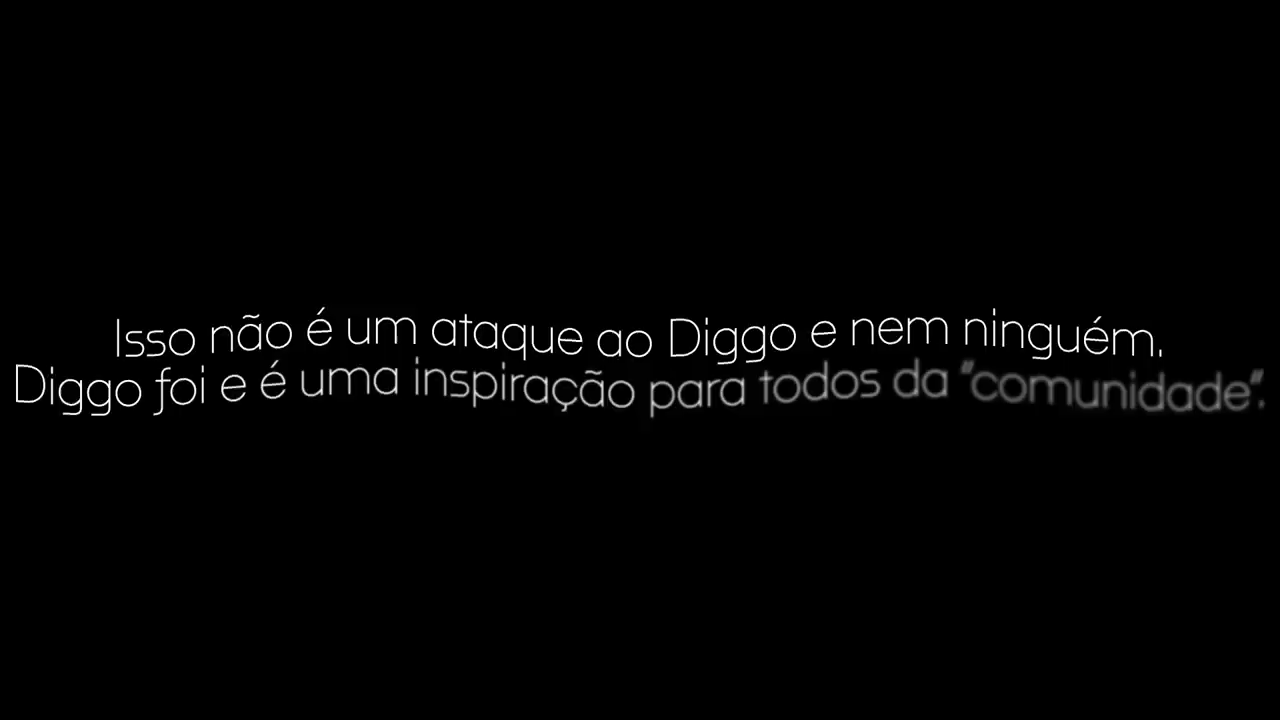 Isso não é um ataque ao Diggo e nem ninguém.
Diggo foi e é uma inspiração para todos da "comunidade".